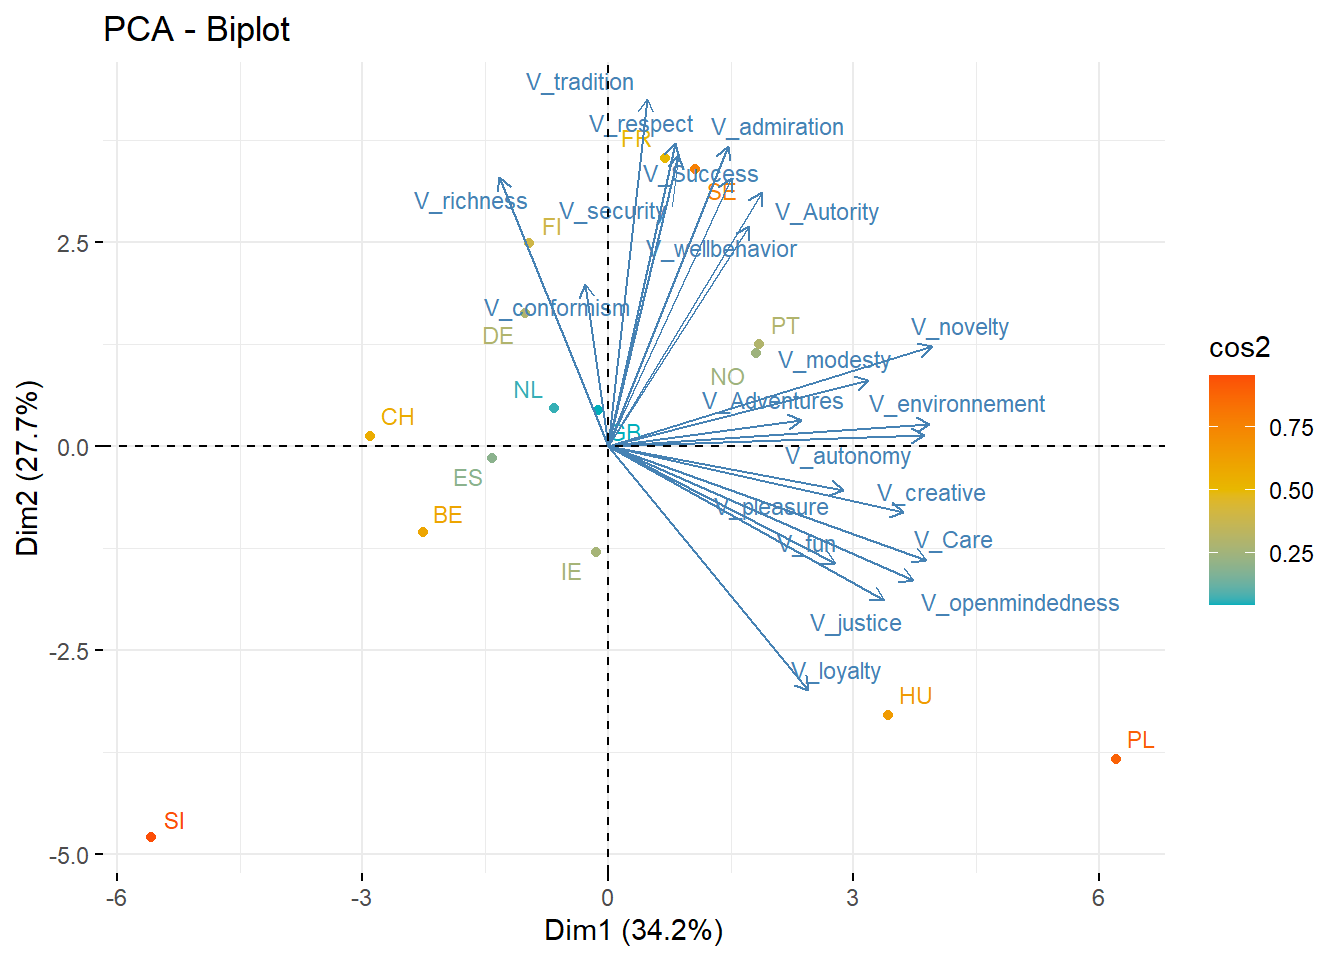 PCA - Biplot
V_tradition
V_respect
V_admiration
FR
V_Success
SE
V_richness
V_security
V_Autority
FI
V_wellbehavior
2.5
V_conformism
DE
PT
V_novelty
NO
V_modesty
NL
V_Adventures
V_environnement
CH
GB
0.0
V_autonomy
ES
V_creative
BE
V_pleasure
V_fun
V_Care
IE
V_openmindedness
V_justice
-2.5
V_loyalty
HU
PL
SI
-5.0
-6
-3
0
3
6
Dim1 (34.2%)
Dim2 (27.7%)
cos2
0.75
0.50
0.25